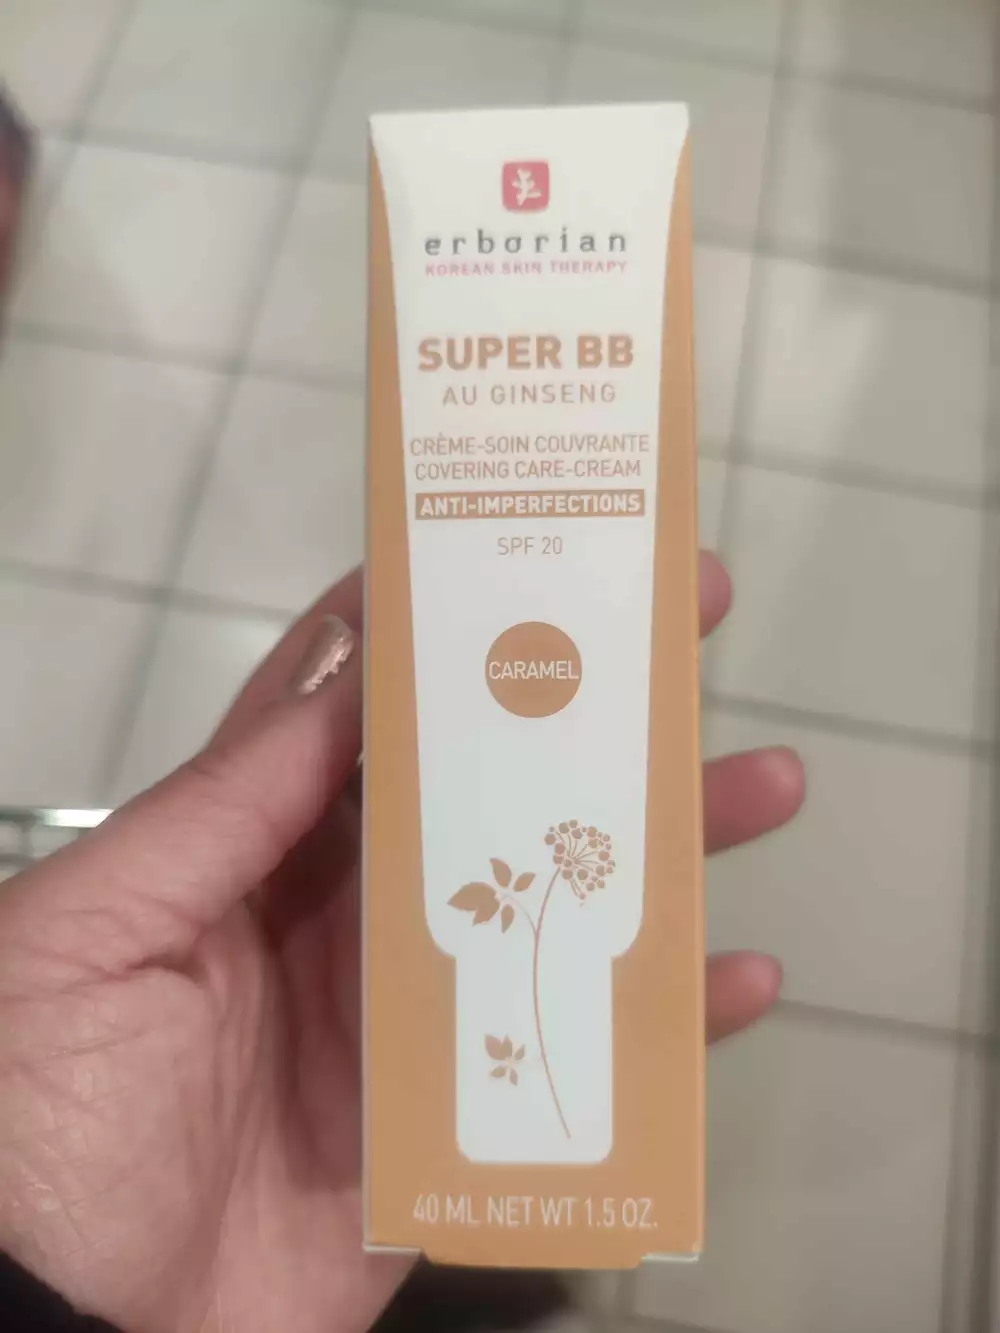 erborian
KOREAN SKIN THERAPY
SUPER BB
AU GINSENG
CRÈME-SOIN COUVRANTE
COVERING CARE-CREAM
ANTI-IMPERFECTIONS
SPF 20
CARAMEL
40 ML NET WT 1.5 OZ.